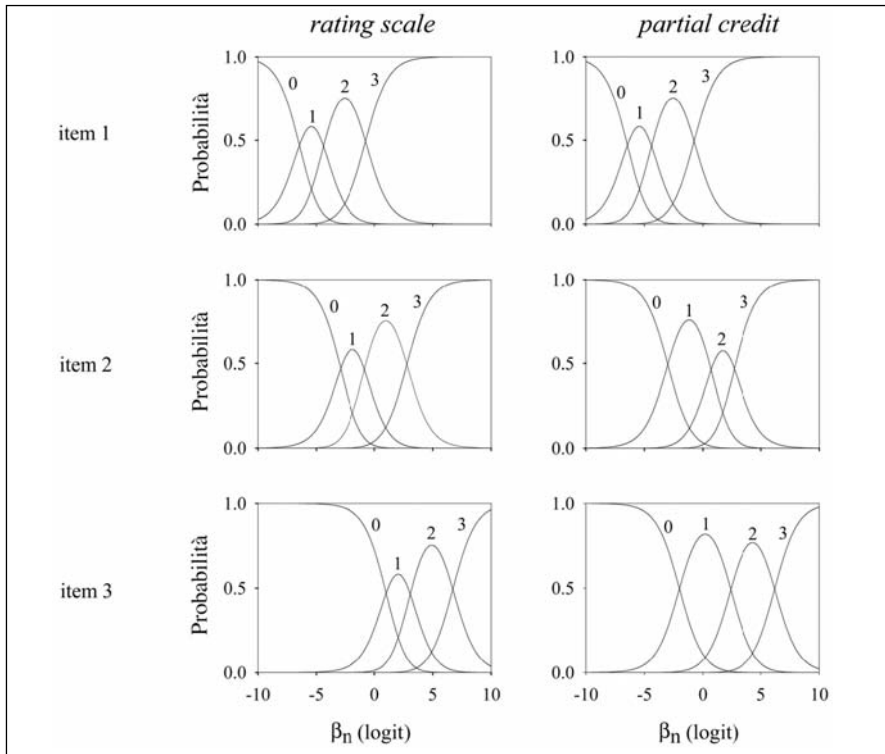 rating scale partial credit
1.0 1.0
0 1 2 3 0 1 2 3
item 1 Probabilità 0.5 0.5
0.0 0.0
1.0 1.0
0 1 2 3 0 1 2 3
item 2 Probabilità 0.5 0.5
0.0 0.0
1.0 1.0
0 1 2 3 0 1 2 3
item 3 Probabilità 0.5 0.5
0.0 0.0
-10 -5 0 5 10 -10 -5 0 5 10
βn (logit) βn (logit)